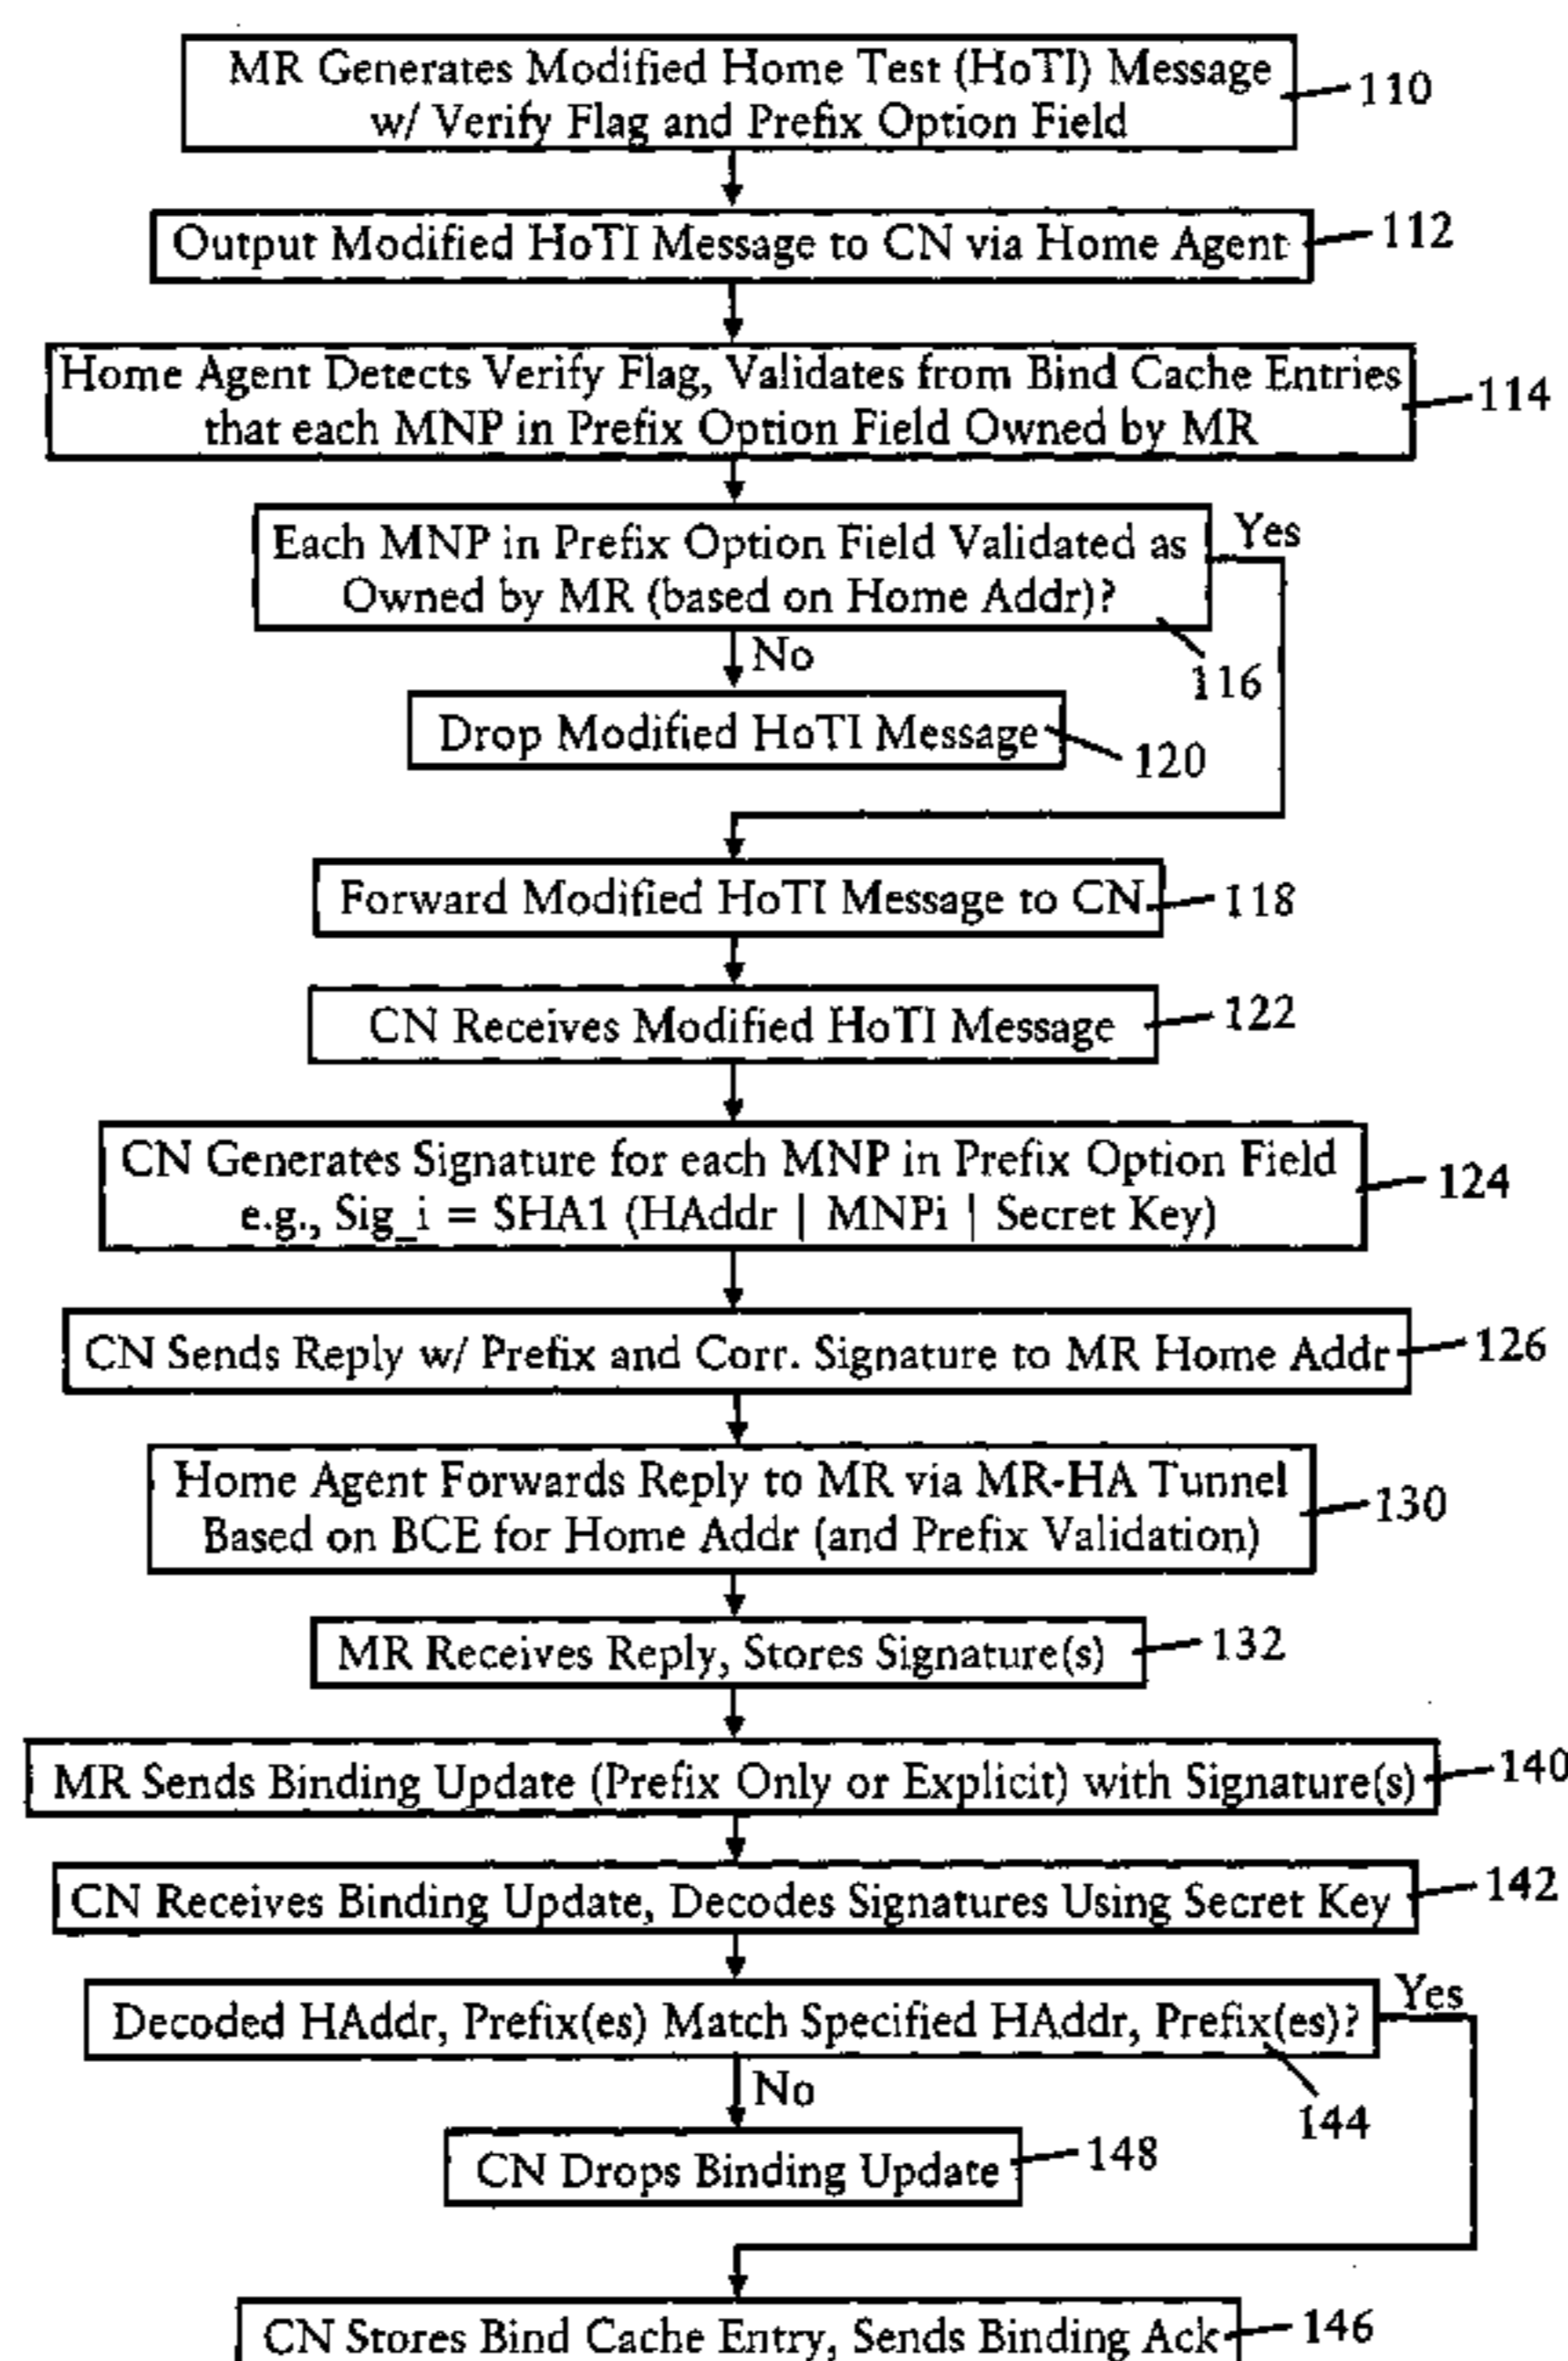 MR Generates Modified Home Test (HoTI) Message
w/ Verify Flag and Prefix Option Field
110
Output Modified HoTI Message to CN via Home Agent
112
Home Agent Detects Verify Flag, Validates from Bind Cache Entries
that each MNP in Prefix Option Field Owned by MR
114
Each MNP in Prefix Option Field Validated as
Owned by MR (based on Home Addr)?
Yes
116
No
Drop Modified HoTI Message
120
Forward Modified HoTI Message to CN
118
CN Receives Modified HoTI Message
122
CN Generates Signature for each MNP in Prefix Option Field
e.g., Sig_i = SHA1 (HAddr | MNPi | Secret Key)
124
CN Sends Reply w/ Prefix and Corr. Signature to MR Home Addr
126
Home Agent Forwards Reply to MR via MR-HA Tunnel
Based on BCE for Home Addr (and Prefix Validation)
130
MR Receives Reply, Stores Signature(s)
132
MR Sends Binding Update (Prefix Only or Explicit) with Signature(s)
140
CN Receives Binding Update, Decodes Signatures Using Secret Key
142
Decoded HAddr, Prefix(es) Match Specified HAddr, Prefix(es)?
Yes
144
No
CN Drops Binding Update
148
CN Stores Bind Cache Entry, Sends Binding Ack
146